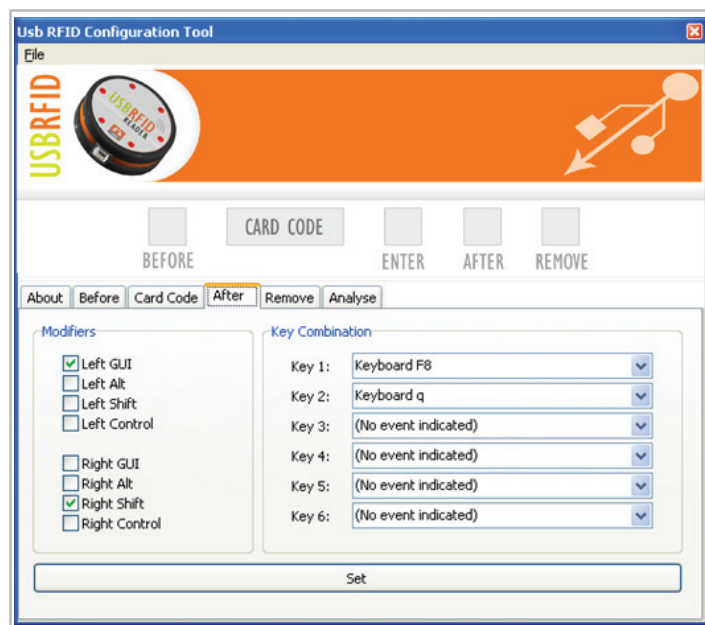 Usb RFID Configuration Tool
File
USBRFID
USBRFID
READER
CARD CODE
BEFORE ENTER AFTER REMOVE
About Before Card Code After Remove Analyse
Modifiers
Left GUI
Left Alt
Left Shift
Left Control
Right GUI
Right Alt
Right Shift
Right Control
Key Combination
Key 1: Keyboard F8
Key 2: Keyboard q
Key 3: (No event indicated)
Key 4: (No event indicated)
Key 5: (No event indicated)
Key 6: (No event indicated)
Set